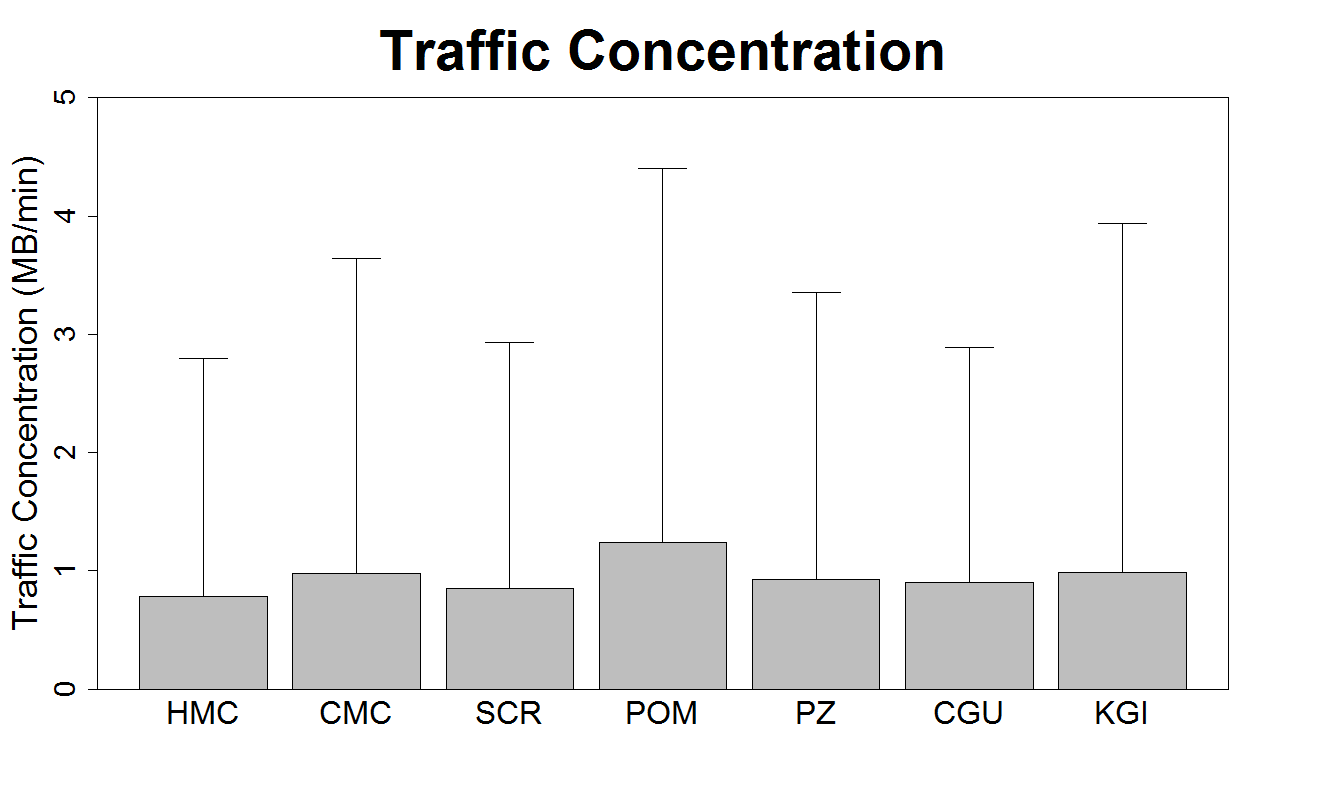 Traffic Concentration
Traffic Concentration (MB/min)
5
4
3
2
1
0
HMC CMC SCR POM PZ CGU KGI